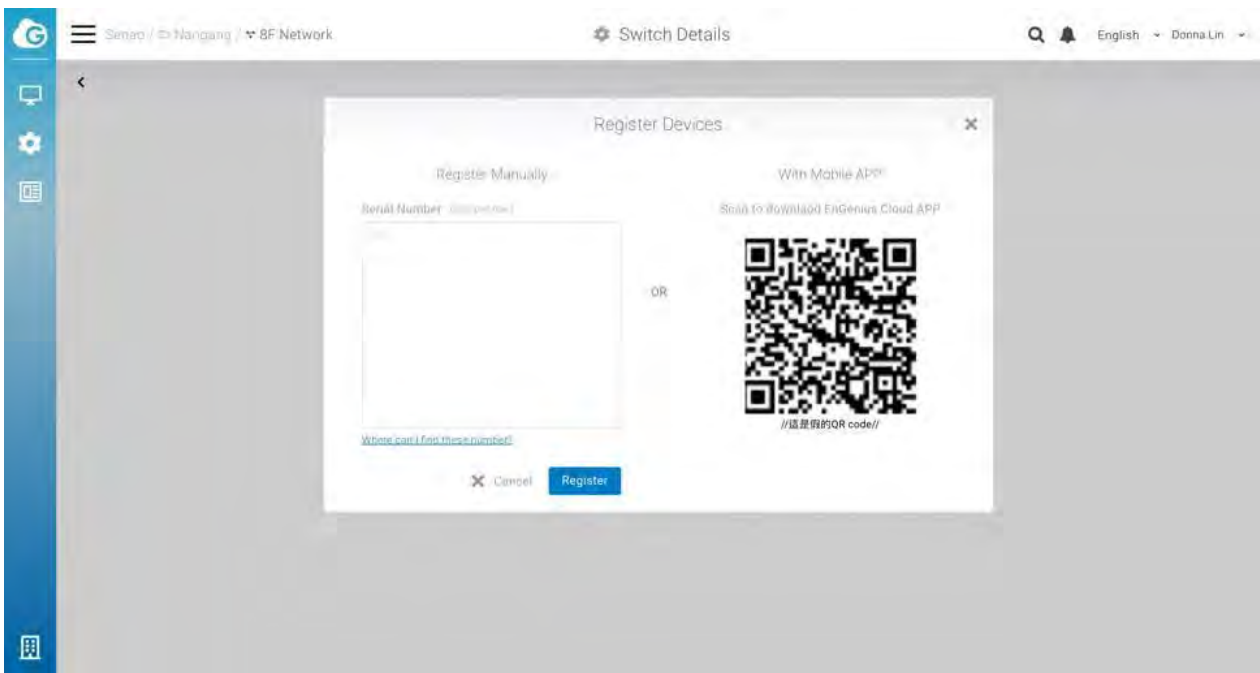 Senao / Nangang / 8F Network
Switch Details
English
Donna Lin
Register Devices
Register Manually
With Mobile APP
Serial Number
Scan to download EnGenius Cloud APP
OR
//這是假的QR code//
Where can I find these number?
Cancel
Register